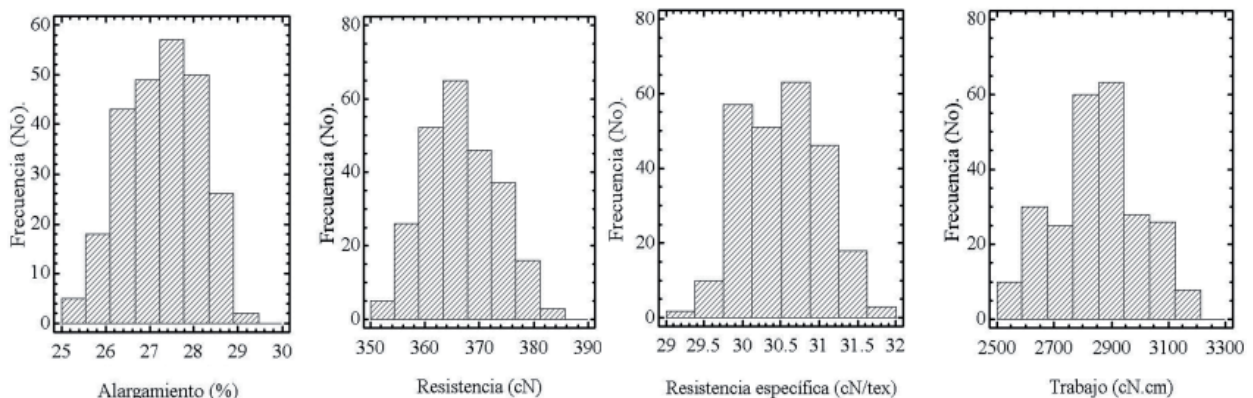 Frecuencia (No).
60
50
40
30
20
10
0
25 26 27 28 29 30
Alargamiento (%)
Frecuencia (No).
80
60
40
20
0
350 360 370 380 390
Resistencia (cN)
Frecuencia (No).
80
60
40
20
0
29 29.5 30 30.5 31 31.5 32
Resistencia específica (cN/tex)
Frecuencia (No).
80
60
40
20
0
2500 2700 2900 3100 3300
Trabajo (cN.cm)